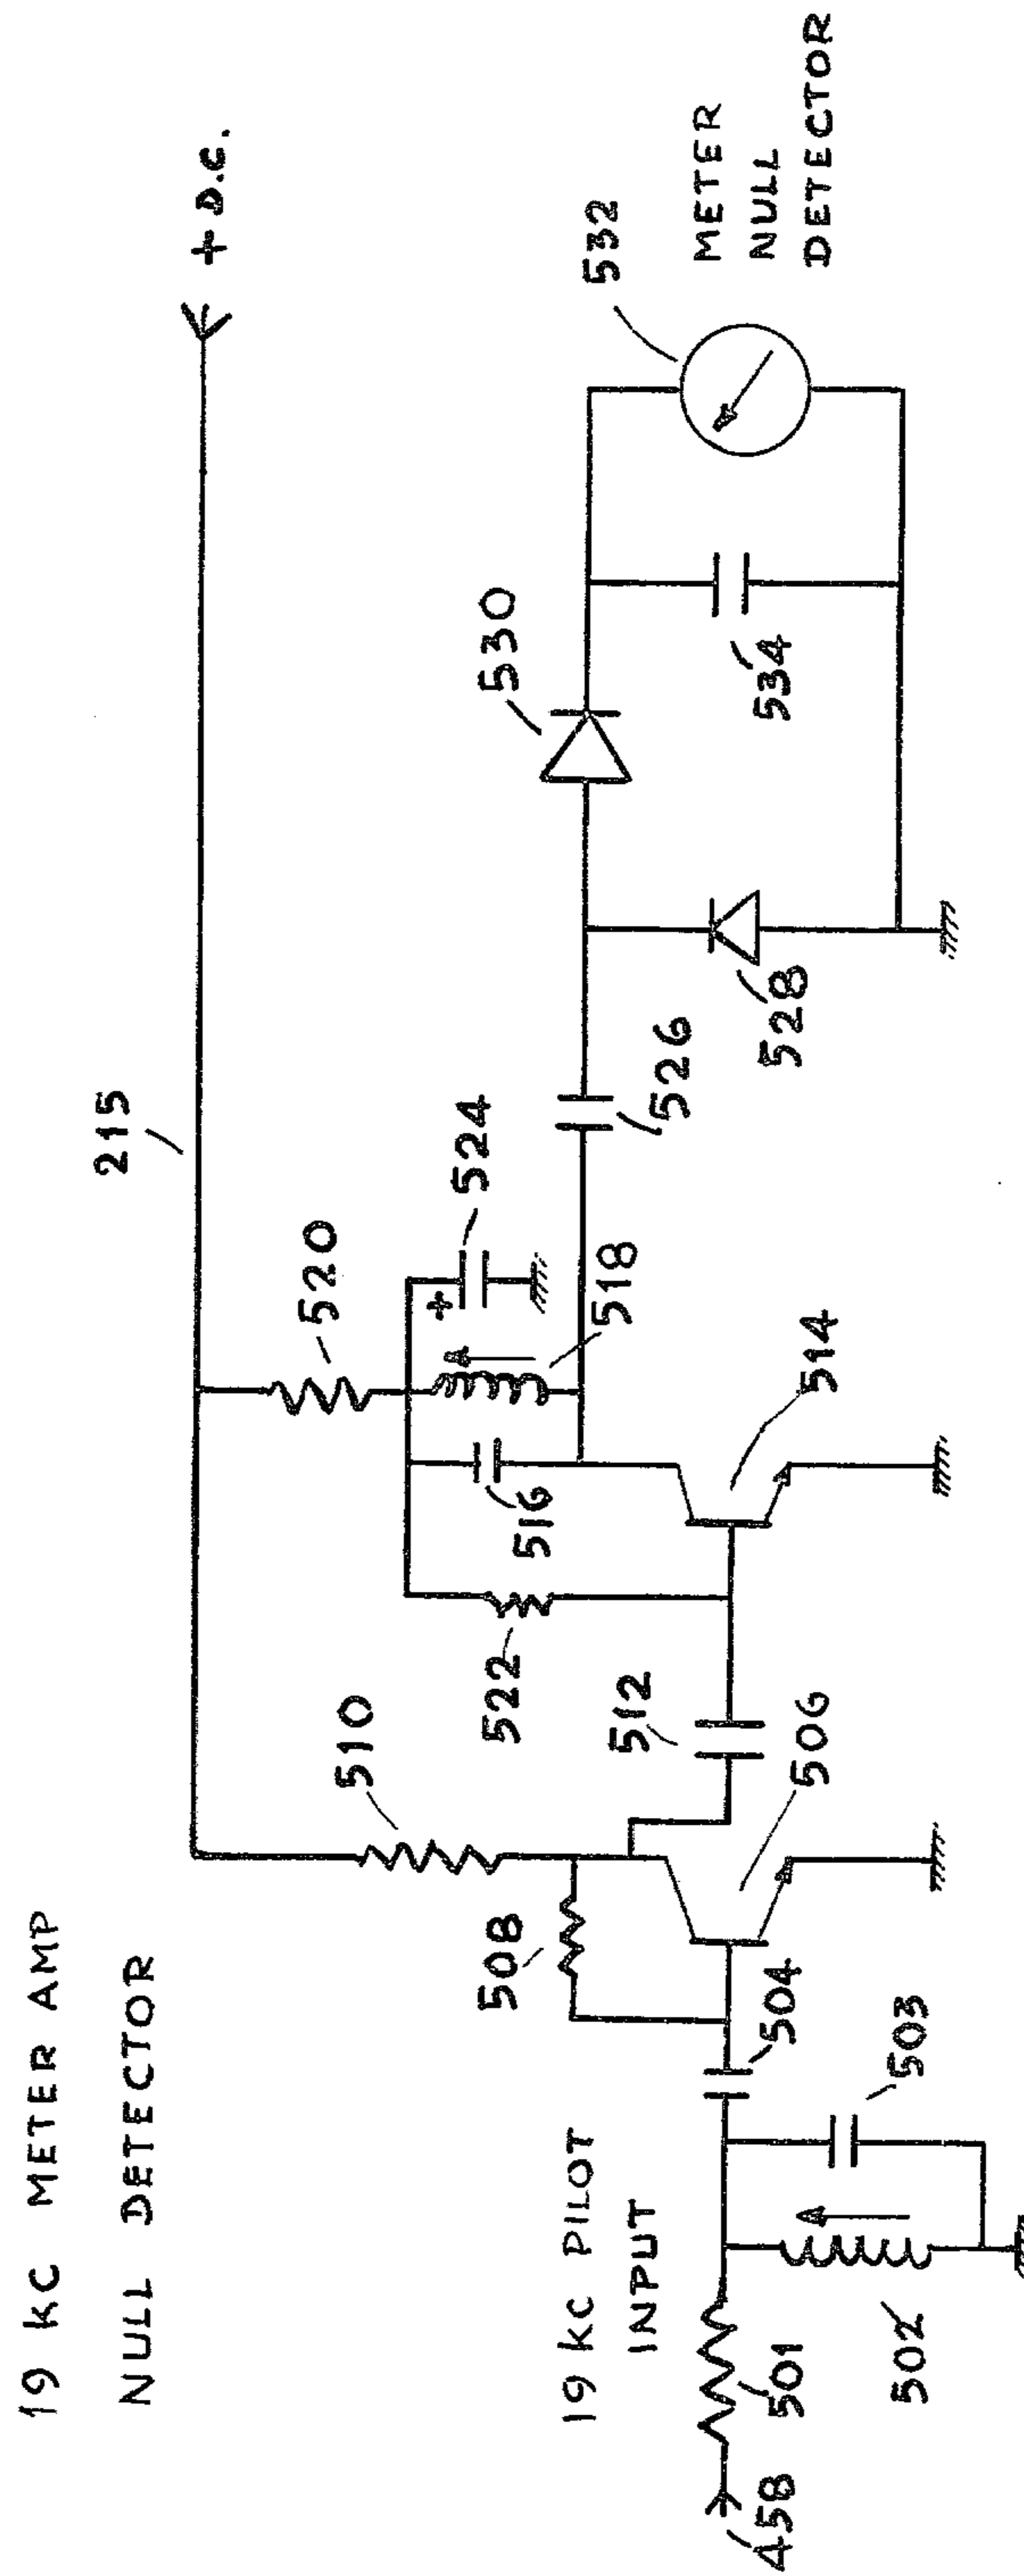 19 KC METER AMP
NULL DETECTOR
215
+ D.C.
510
520
524
530
532
508
522
516
518
526
METER
NULL
DETECTOR
19 KC PILOT
INPUT
512
514
528
534
504
506
458
501
502
503